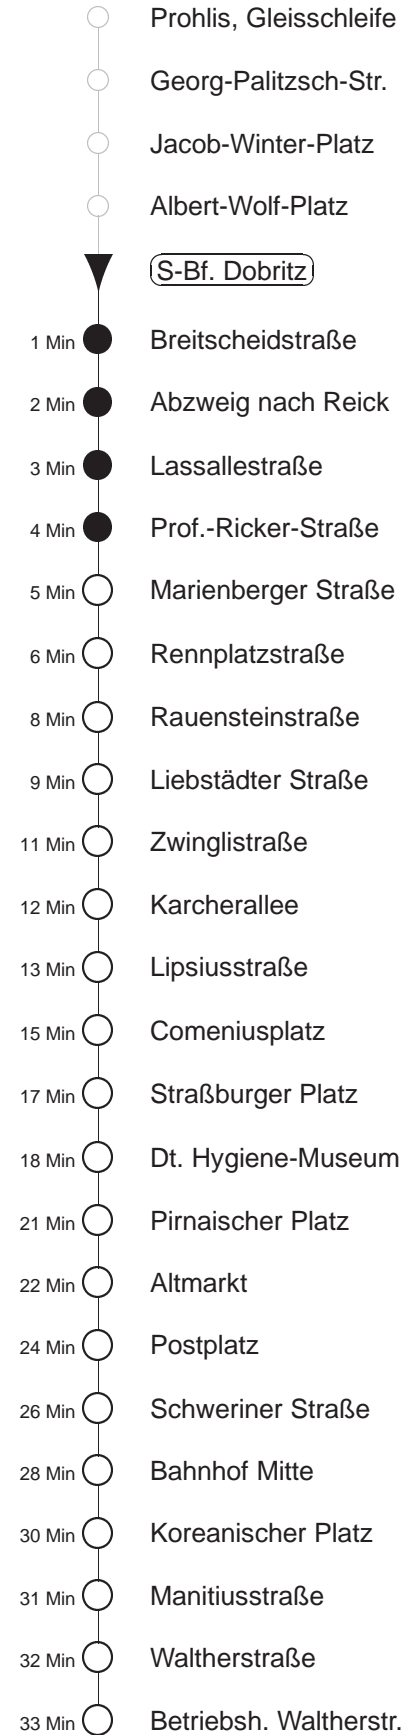 Prohlis, Gleisschleife
Georg-Palitzsch-Str.
Jacob-Winter-Platz
Albert-Wolf-Platz
S-Bf. Dobritz
1 Min Breitscheidstraße
2 Min Abzweig nach Reick
3 Min Lassallestraße
4 Min Prof.-Ricker-Straße
5 Min Marienberger Straße
6 Min Rennplatzstraße
8 Min Rauensteinstraße
9 Min Liebstädter Straße
11 Min Zwinglistraße
12 Min Karcherallee
13 Min Lipsiusstraße
15 Min Comeniusplatz
17 Min Straßburger Platz
18 Min Dt. Hygiene-Museum
21 Min Pirnaischer Platz
22 Min Altmarkt
24 Min Postplatz
26 Min Schweriner Straße
28 Min Bahnhof Mitte
30 Min Koreanischer Platz
31 Min Manitiusstraße
32 Min Waltherstraße
33 Min Betriebsh. Waltherstr.